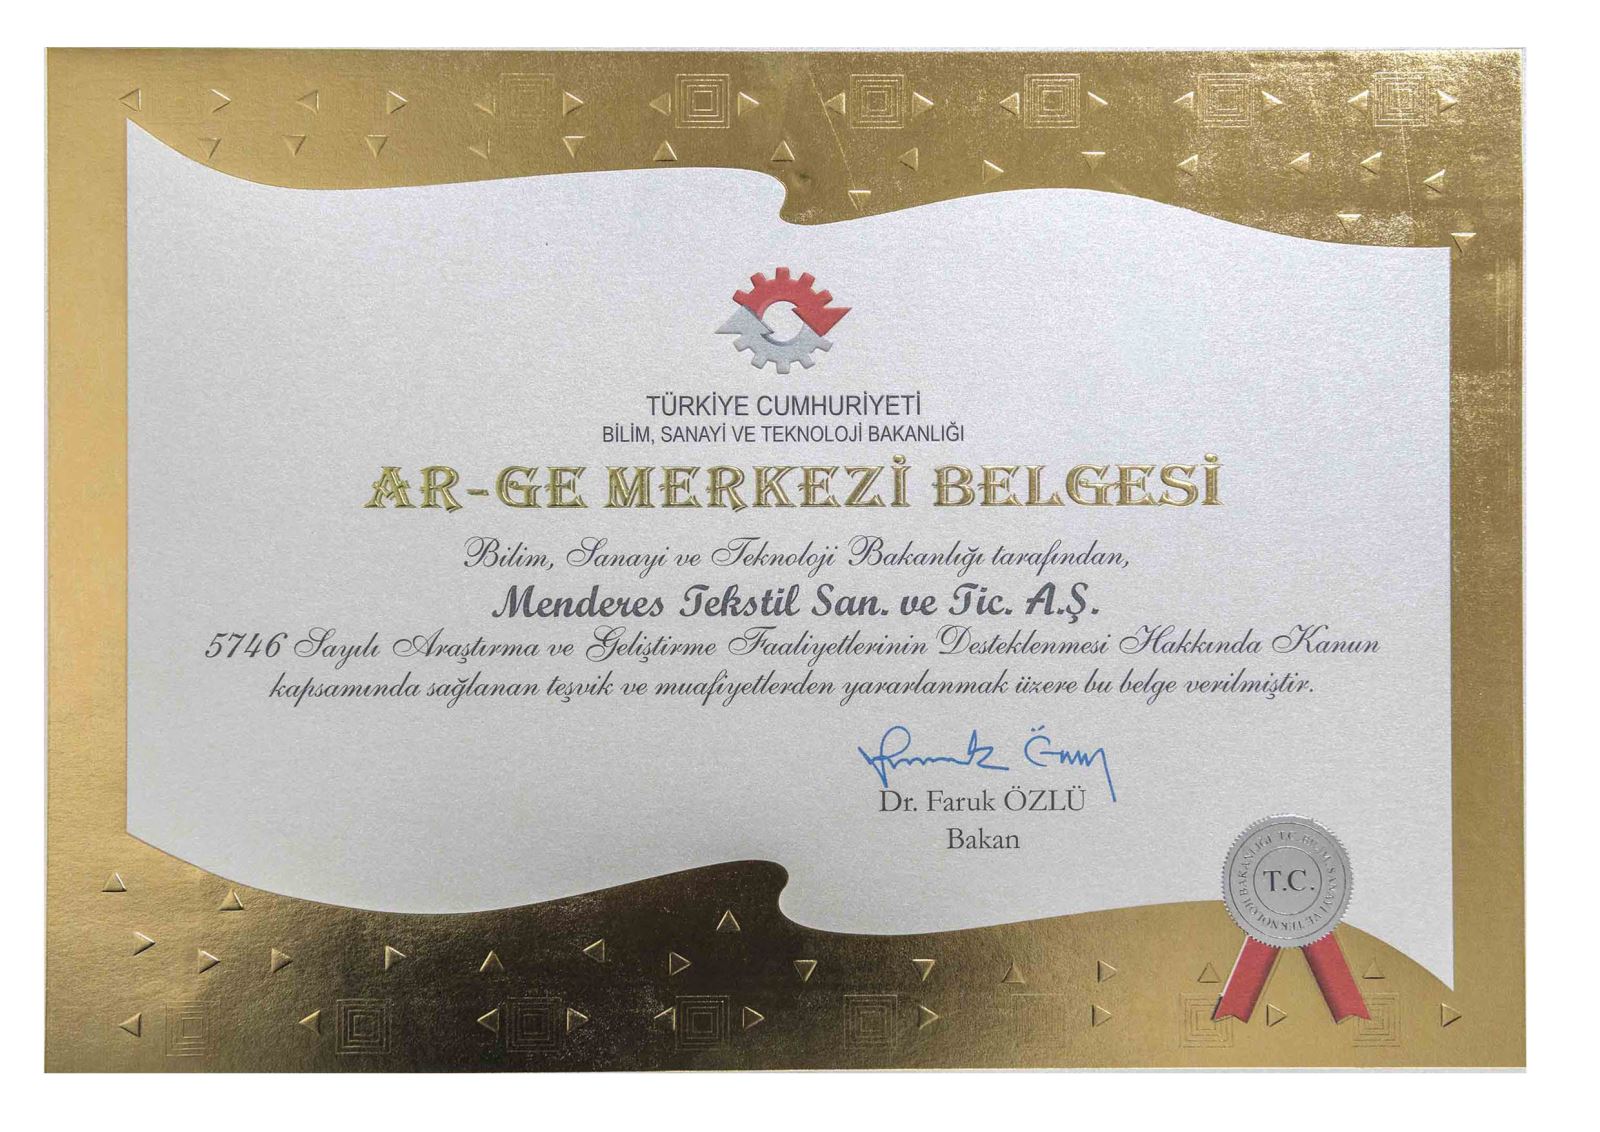 TÜRKİYE CUMHURİYETİ
BİLİM, SANAYİ VE TEKNOLOJİ BAKANLIĞI
AR-GE MERKEZİ BELGESİ
Bilim, Sanayi ve Teknoloji Bakanlığı tarafından,
Menderes Tekstil San. ve Tic. A.Ş.
5746 Sayılı Araştırma ve Geliştirme Faaliyetlerinin Desteklenmesi Hakkında Kanun
kapsamında sağlanan teşvik ve muafiyetlerden yararlanmak üzere bu belge verilmiştir.
Dr. Faruk ÖZLÜ
Bakan
T.C.